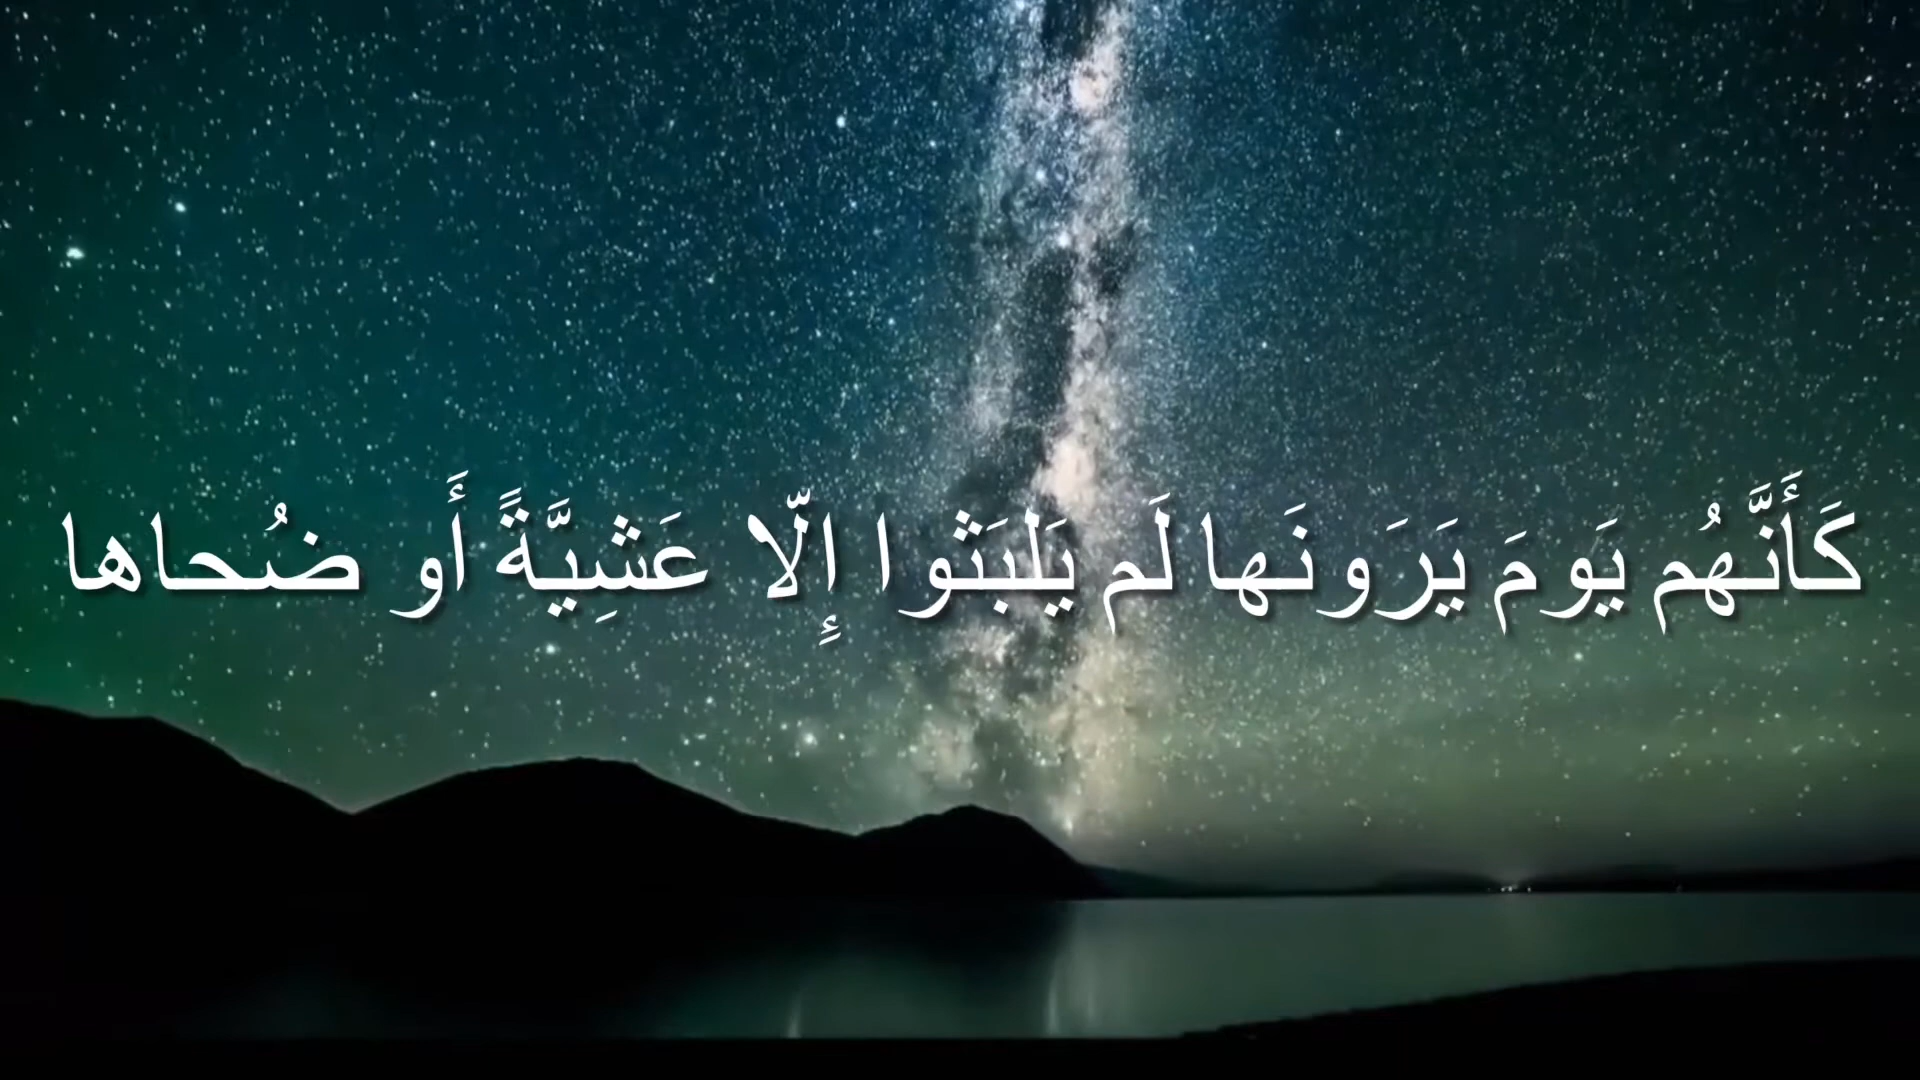 كَأَنَّهُم يَومَ يَرَونَها لَم يَلبَثوا إِلّا عَشِيَّةً أَو ضُحاها